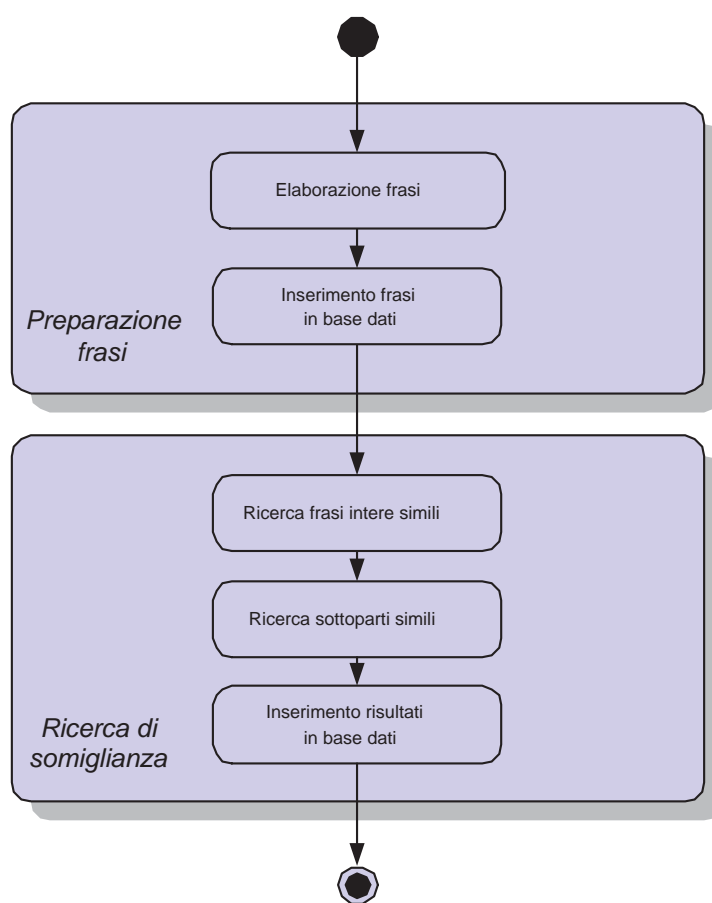 Elaborazione frasi
Inserimento frasi
in base dati
Preparazione
frasi
Ricerca frasi intere simili
Ricerca sottoparti simili
Inserimento risultati
in base dati
Ricerca di
somiglianza